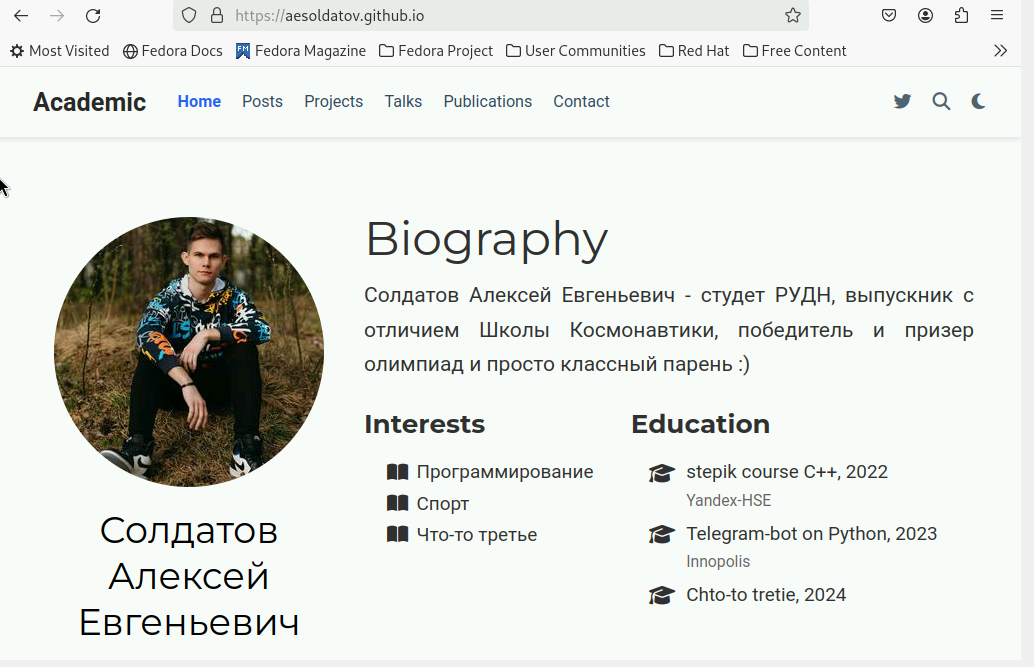 https://aesoldatov.github.io
Most Visited Fedora Docs Fedora Magazine Fedora Project User Communities Red Hat Free Content
Academic Home Posts Projects Talks Publications Contact
Biography
Солдатов Алексей Евгеньевич - студет РУДН, выпускник с
отличием Школы Космонавтики, победитель и призер
олимпиад и просто классный парень :)
Interests
Программирование
Спорт
Что-то третье
Education
stepik course C++, 2022
Yandex-HSE
Telegram-bot on Python, 2023
Innopolis
Chto-to tretie, 2024
Солдатов
Алексей
Евгеньевич